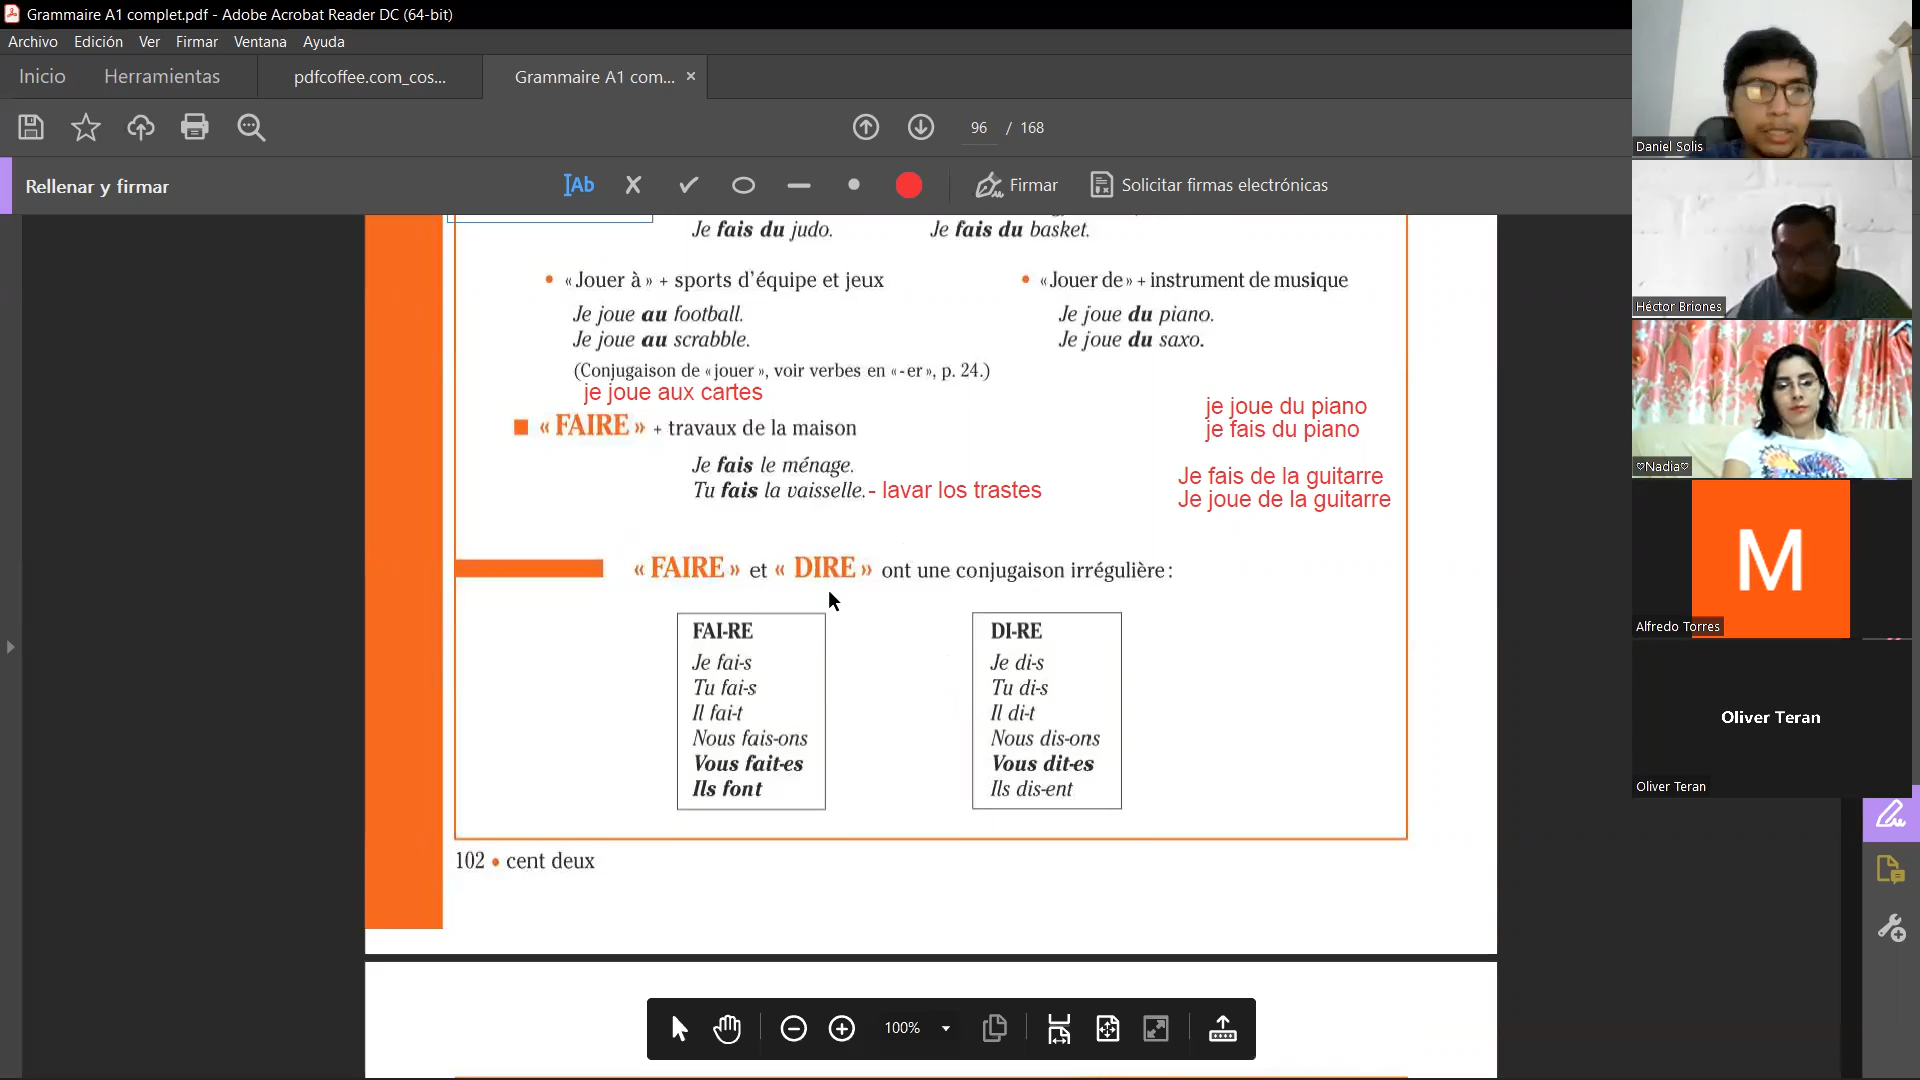 Grammaire A1 complet.pdf - Adobe Acrobat Reader DC (64-bit)
Archivo Edición Ver Firmar Ventana Ayuda
Inicio Herramientas pdfcoffee.com_cos... Grammaire A1 com... ×
96 / 168
Rellenar y firmar
Ab Firmar Solicitar firmas electrónicas
Je fais du judo. Je fais du basket.
• « Jouer à » + sports d'équipe et jeux
Je joue au football.
Je joue au scrabble.
(Conjugaison de « jouer », voir verbes en « -er », p. 24.)
je joue aux cartes
• « Jouer de » + instrument de musique
Je joue du piano.
Je joue du saxo.
je joue du piano
je fais du piano
Je fais de la guitarre
Je joue de la guitarre
« FAIRE » + travaux de la maison
Je fais le ménage.
Tu fais la vaisselle. - lavar los trastes
« FAIRE » et « DIRE » ont une conjugaison irrégulière :
FAI-RE
Je fai-s
Tu fai-s
Il fai-t
Nous fais-ons
Vous fait-es
Ils font
DI-RE
Je di-s
Tu di-s
Il di-t
Nous dis-ons
Vous dit-es
Ils dis-ent
102 • cent deux
100%
Daniel Solis
Héctor Briones
♡Nadia♡
M
Alfredo Torres
Oliver Teran
Oliver Teran